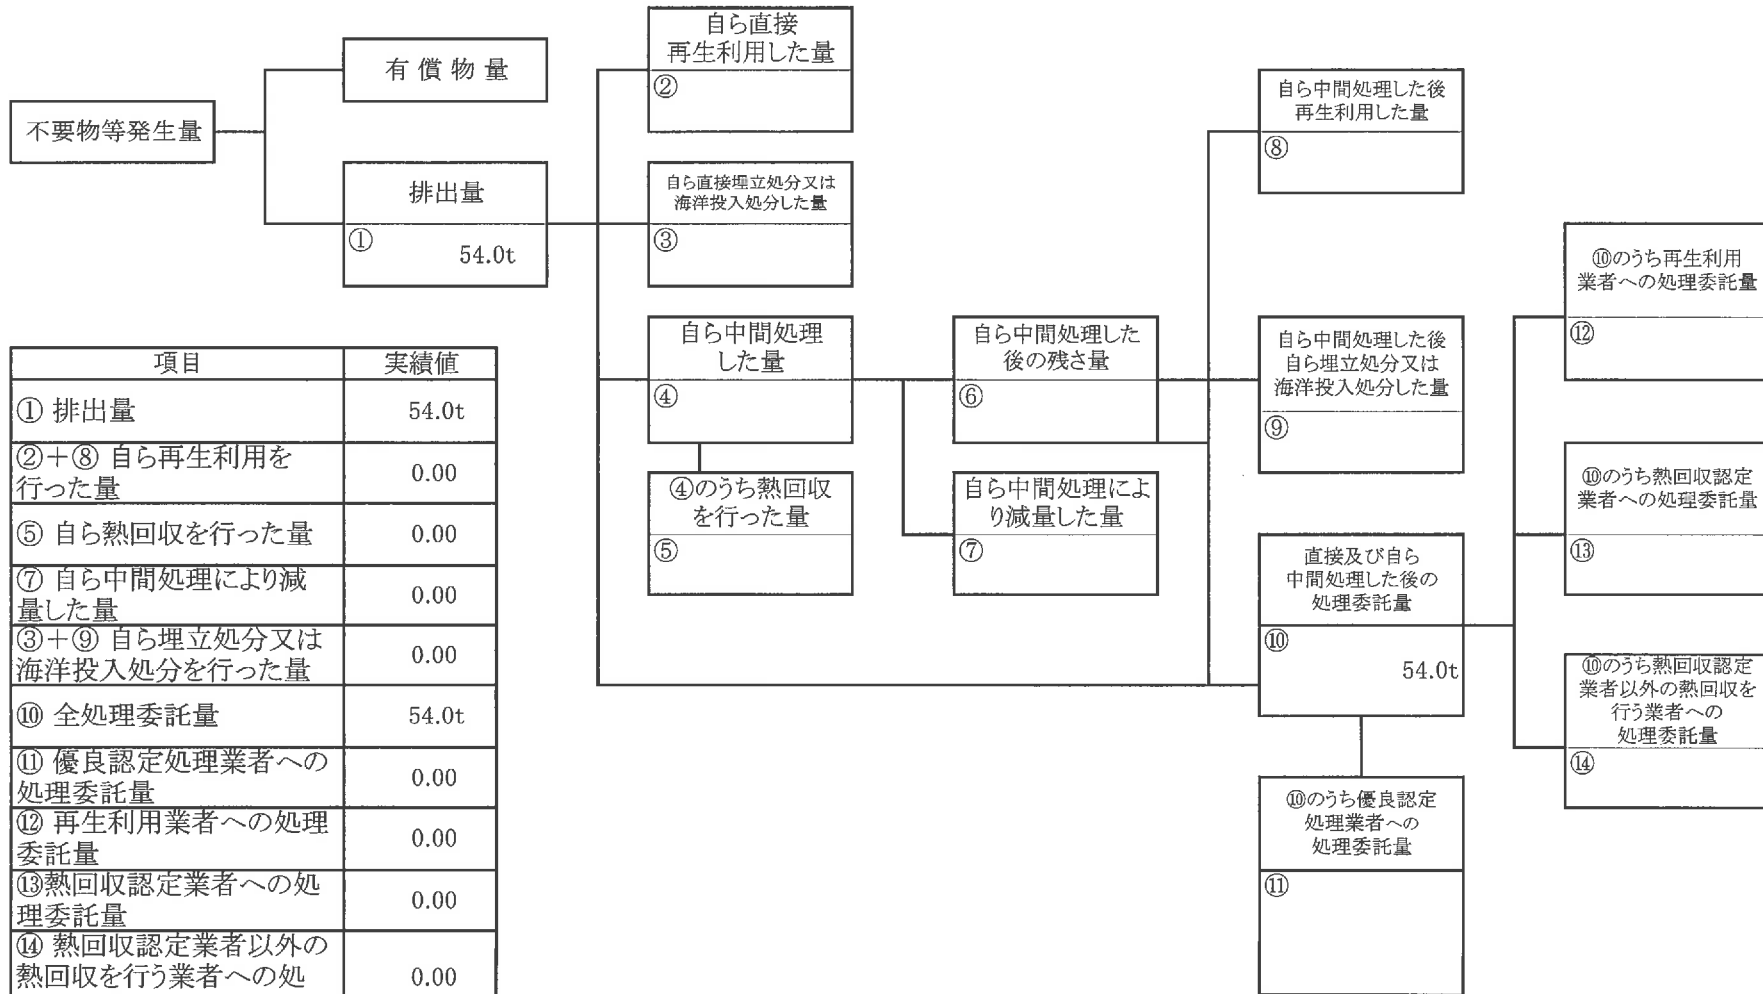 自ら直接
再生利用した量
②
有償物量
不要物等発生量
排出量
①
54.0t
自ら直接埋立処分又は
海洋投入処分した量
③
自ら中間処理した後
再生利用した量
⑧
自ら中間処理
した量
④
自ら中間処理した
後の残さ量
⑥
自ら中間処理した後
自ら埋立処分又は
海洋投入処分した量
⑨
④のうち熱回収
を行った量
⑤
自ら中間処理によ
り減量した量
⑦
直接及び自ら
中間処理した後の
処理委託量
⑩
54.0t
⑩のうち優良認定
処理業者への
処理委託量
⑪
⑩のうち再生利用
業者への処理委託量
⑫
⑩のうち熱回収認定
業者への処理委託量
⑬
⑩のうち熱回収認定
業者以外の熱回収を
行う業者への
処理委託量
⑭
項目 実績値
① 排出量 54.0t
②+⑧ 自ら再生利用を
行った量 0.00
⑤ 自ら熱回収を行った量 0.00
⑦ 自ら中間処理により減
量した量 0.00
③+⑨ 自ら埋立処分又は
海洋投入処分を行った量 0.00
⑩ 全処理委託量 54.0t
⑪ 優良認定処理業者への
処理委託量 0.00
⑫ 再生利用業者への処理
委託量 0.00
⑬熱回収認定業者への処
理委託量 0.00
⑭ 熱回収認定業者以外の
熱回収を行う業者への処 0.00